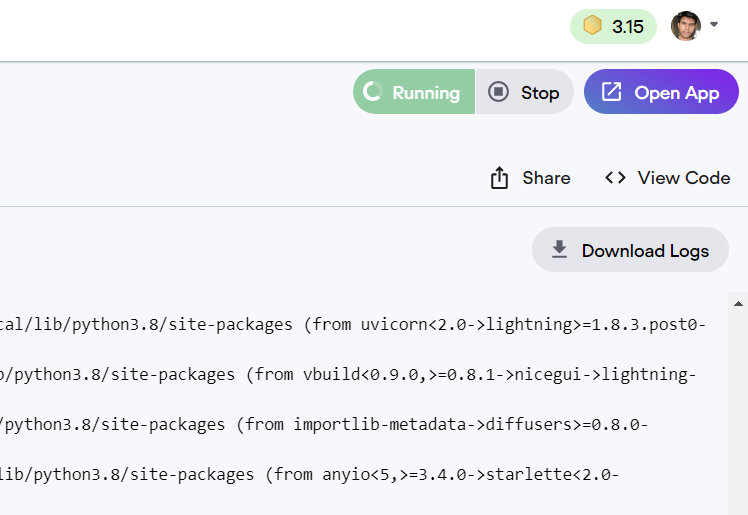 3.15
Running Stop Open App
Share <> View Code
Download Logs
cal/lib/python3.8/site-packages (from uvicorn<2.0->lightning>=1.8.3.post0-
/python3.8/site-packages (from vbuild<0.9.0,>=0.8.1->nicegui->lightning-
/python3.8/site-packages (from importlib-metadata->diffusers>=0.8.0-
lib/python3.8/site-packages (from anyio<5,>=3.4.0->starlette<2.0-